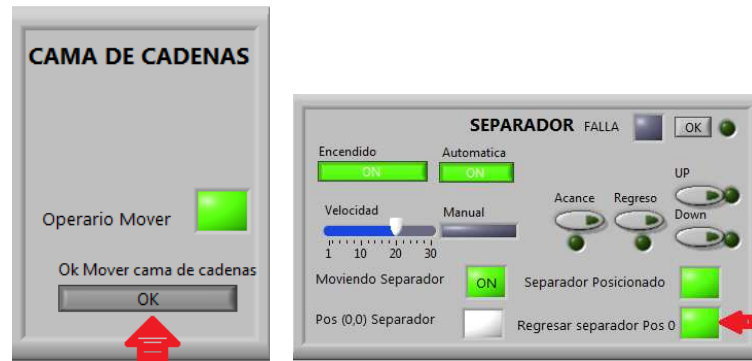 CAMA DE CADENAS
Operario Mover
Ok Mover cama de cadenas
OK
SEPARADOR FALLA OK
Encendido Automatica
ON ON
UP
Velocidad Manual Acance Regreso
Down
1 10 20 30
Moviendo Separador ON Separador Posicionado
Pos (0,0) Separador Regresar separador Pos 0